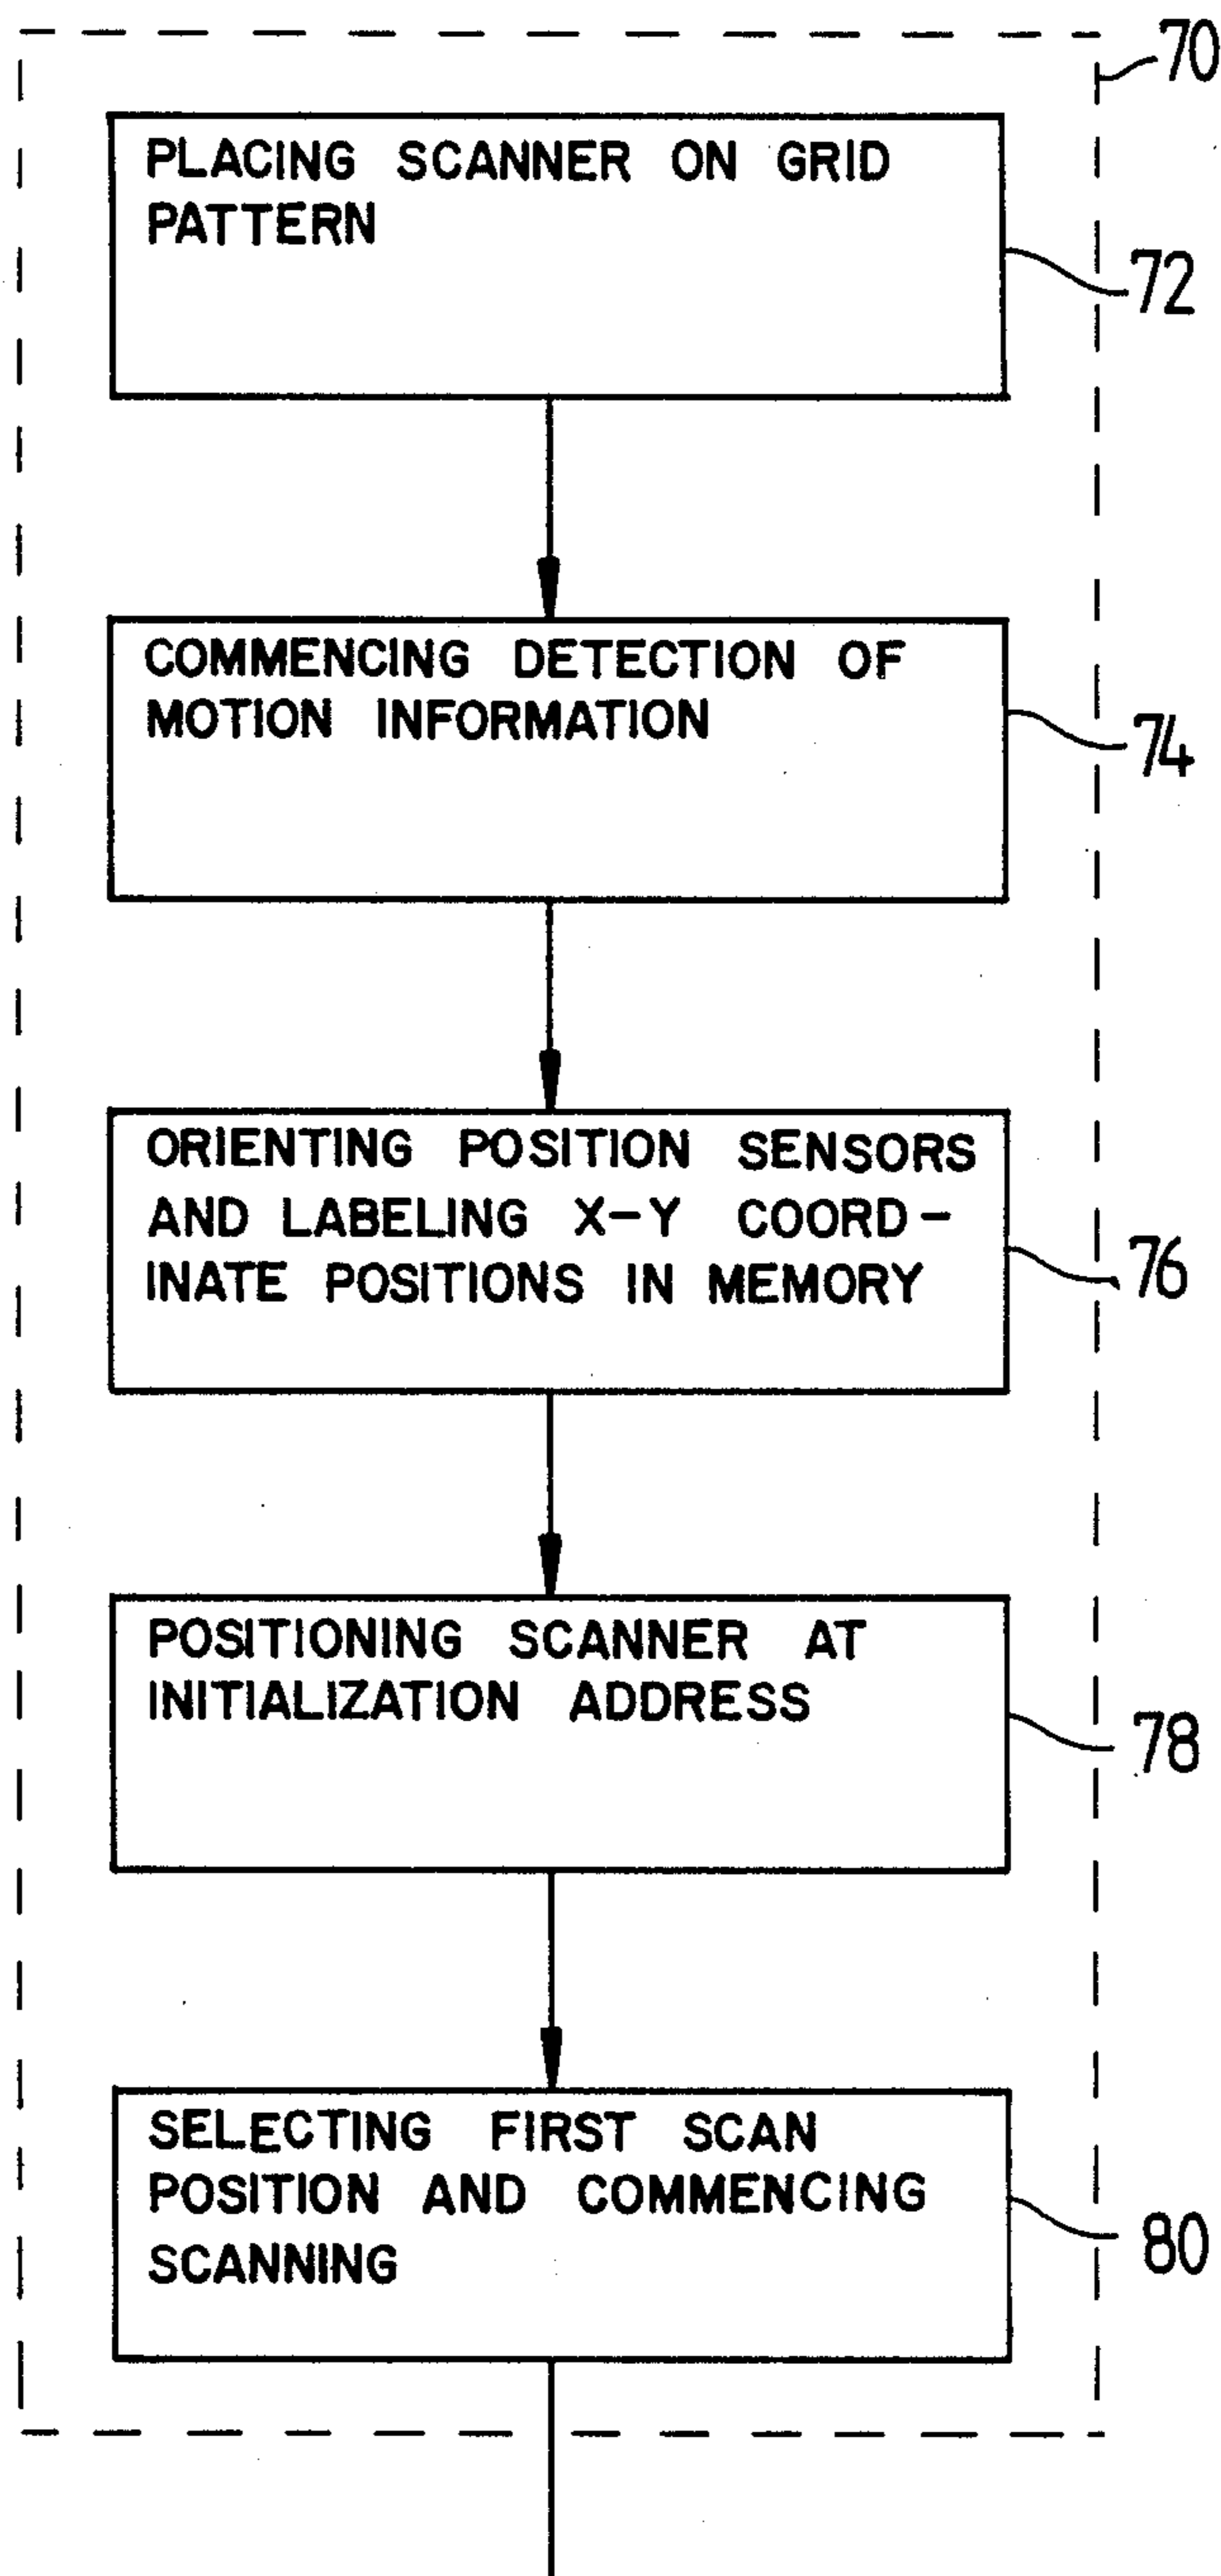 70
PLACING SCANNER ON GRID
PATTERN
72
COMMENCING DETECTION OF
MOTION INFORMATION
74
ORIENTING POSITION SENSORS
AND LABELING X-Y COORD-
INATE POSITIONS IN MEMORY
76
POSITIONING SCANNER AT
INITIALIZATION ADDRESS
78
SELECTING FIRST SCAN
POSITION AND COMMENCING
SCANNING
80